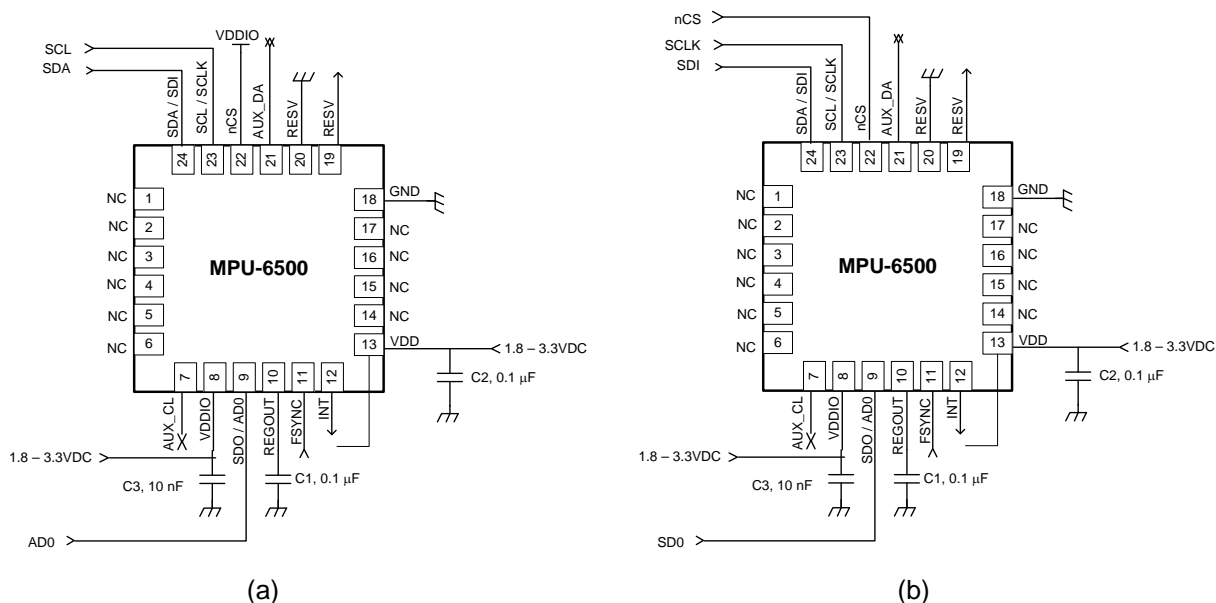 SCL
SDA
VDDIO
SDA / SDI
SCL / SCLK
nCS
AUX_DA
RESV
RESV
24
23
22
21
20
19
NC 1
NC 2
NC 3
NC 4
NC 5
NC 6
MPU-6500
18 GND
17 NC
16 NC
15 NC
14 NC
13 VDD
1.8 – 3.3VDC
C2, 0.1 µF
7
8
9
10
11
12
AUX_CL
VDDIO
SDO / AD0
REGOUT
FSYNC
INT
1.8 – 3.3VDC
C3, 10 nF
C1, 0.1 µF
AD0
(a)
nCS
SCLK
SDI
SDA / SDI
SCL / SCLK
nCS
AUX_DA
RESV
RESV
24
23
22
21
20
19
NC 1
NC 2
NC 3
NC 4
NC 5
NC 6
MPU-6500
18 GND
17 NC
16 NC
15 NC
14 NC
13 VDD
1.8 – 3.3VDC
C2, 0.1 µF
7
8
9
10
11
12
AUX_CL
VDDIO
SDO / AD0
REGOUT
FSYNC
INT
1.8 – 3.3VDC
C3, 10 nF
C1, 0.1 µF
SD0
(b)